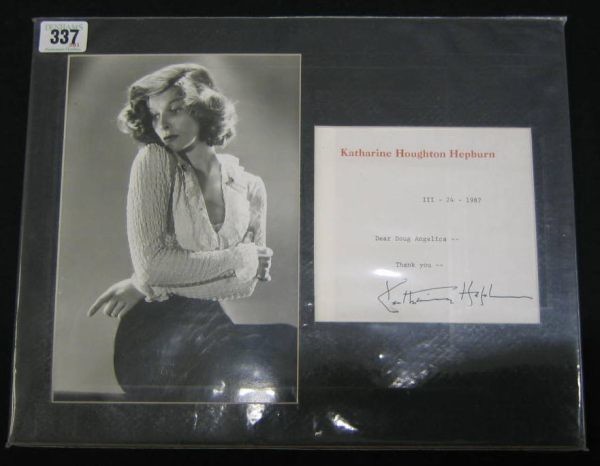 DENHAMS
337
Katharine Houghton Hepburn
III - 24 - 1987
Dear Doug Angelica --
Thank you --
Katharine Hepburn